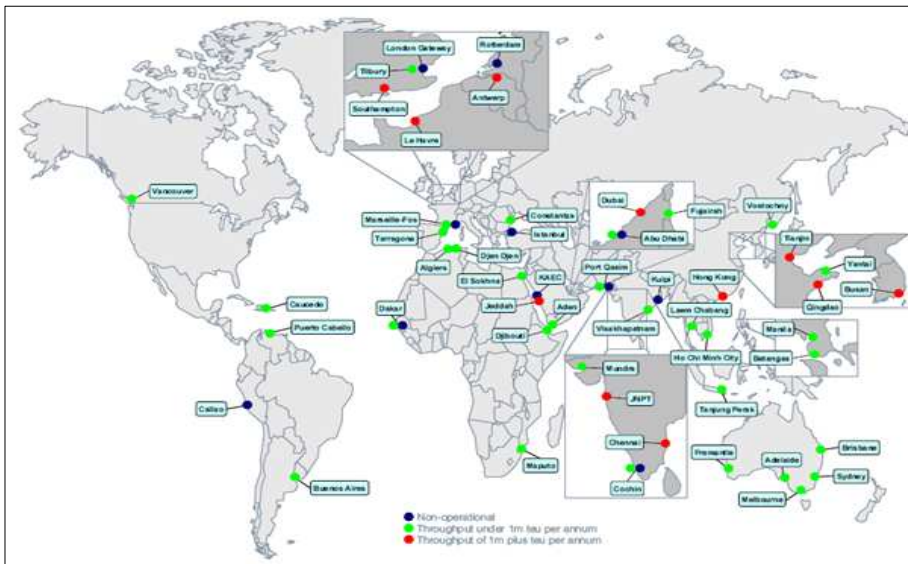 London Gateway
Rotterdam
Tilbury
Southampton
Antwerp
Le Havre
Vancouver
Marseille-Fos
Tarragona
Constantza
Istanbul
Dubai
Fujairah
Abu Dhabi
Vostochny
Tianjin
Yantai
Qingdao
Busan
Algiers
Djen Djen
El Sokhna
KAEC
Port Qasim
Kulpi
Hong Kong
Caucedo
Jeddah
Aden
Laem Chabang
Dakar
Puerto Cabello
Djibouti
Visakhapatnam
Manila
Ho Chi Minh City
Batangas
Mundra
Callao
JNPT
Tanjung Perak
Chennai
Maputo
Fremantle
Adelaide
Brisbane
Cochin
Sydney
Buenos Aires
Melbourne
Non-operational
Throughput under 1m teu per annum
Throughput of 1m plus teu per annum